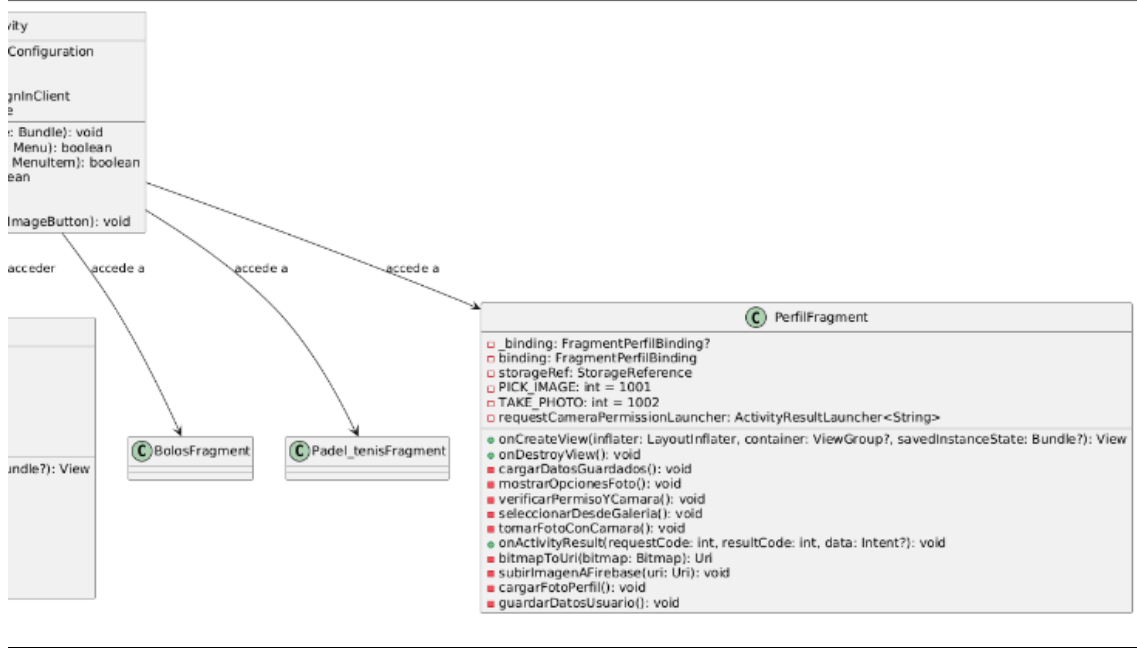 vity
Configuration
gnInClient
e
e: Bundle): void
Menu): boolean
MenuItem): boolean
ean
ImageButton): void
acceder
accede a
accede a
accede a
undle?): View
C BolosFragment
C Padel_tenisFragment
C PerfilFragment
_binding: FragmentPerfilBinding?
binding: FragmentPerfilBinding
storageRef: StorageReference
PICK_IMAGE: int = 1001
TAKE_PHOTO: int = 1002
requestCameraPermissionLauncher: ActivityResultLauncher<String>
onCreateView(inflater: LayoutInflater, container: ViewGroup?, savedInstanceState: Bundle?): View
onDestroyView(): void
cargarDatosGuardados(): void
mostrarOpcionesFoto(): void
verificarPermisoYCamara(): void
seleccionarDesdeGaleria(): void
tomarFotoConCamara(): void
onActivityResult(requestCode: int, resultCode: int, data: Intent?): void
bitmapToUri(bitmap: Bitmap): Uri
subirImagenAFirebase(uri: Uri): void
cargarFotoPerfil(): void
guardarDatosUsuario(): void